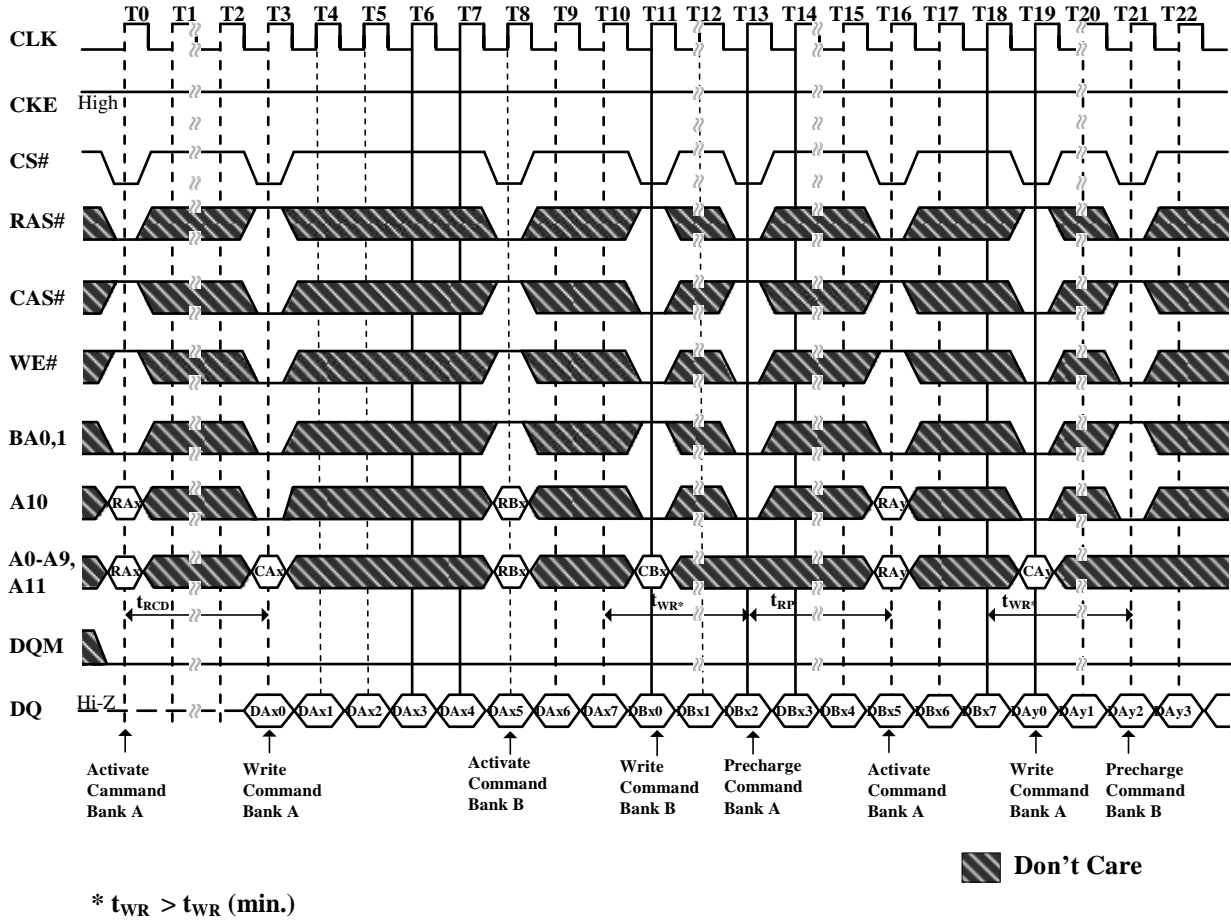 T0 T1 T2 T3 T4 T5 T6 T7 T8 T9 T10 T11 T12 T13 T14 T15 T16 T17 T18 T19 T20 T21 T22
CLK
CKE High
CS#
RAS#
CAS#
WE#
BA0,1
A10 RAx RBx RAy
A0-A9,
A11 RAx CAx RBx CBx RAy CAy
tRCD tWR* tRP tWR*
DQM
DQ Hi-Z DAx0 DAx1 DAx2 DAx3 DAx4 DAx5 DAx6 DAx7 DBx0 DBx1 DBx2 DBx3 DBx4 DBx5 DBx6 DBx7 DAy0 DAy1 DAy2 DAy3
Activate
Cammand
Bank A
Write
Command
Bank A
Activate
Command
Bank B
Write
Command
Bank B
Precharge
Command
Bank A
Activate
Command
Bank A
Write
Command
Bank A
Precharge
Command
Bank B
Don't Care
* tWR > tWR (min.)